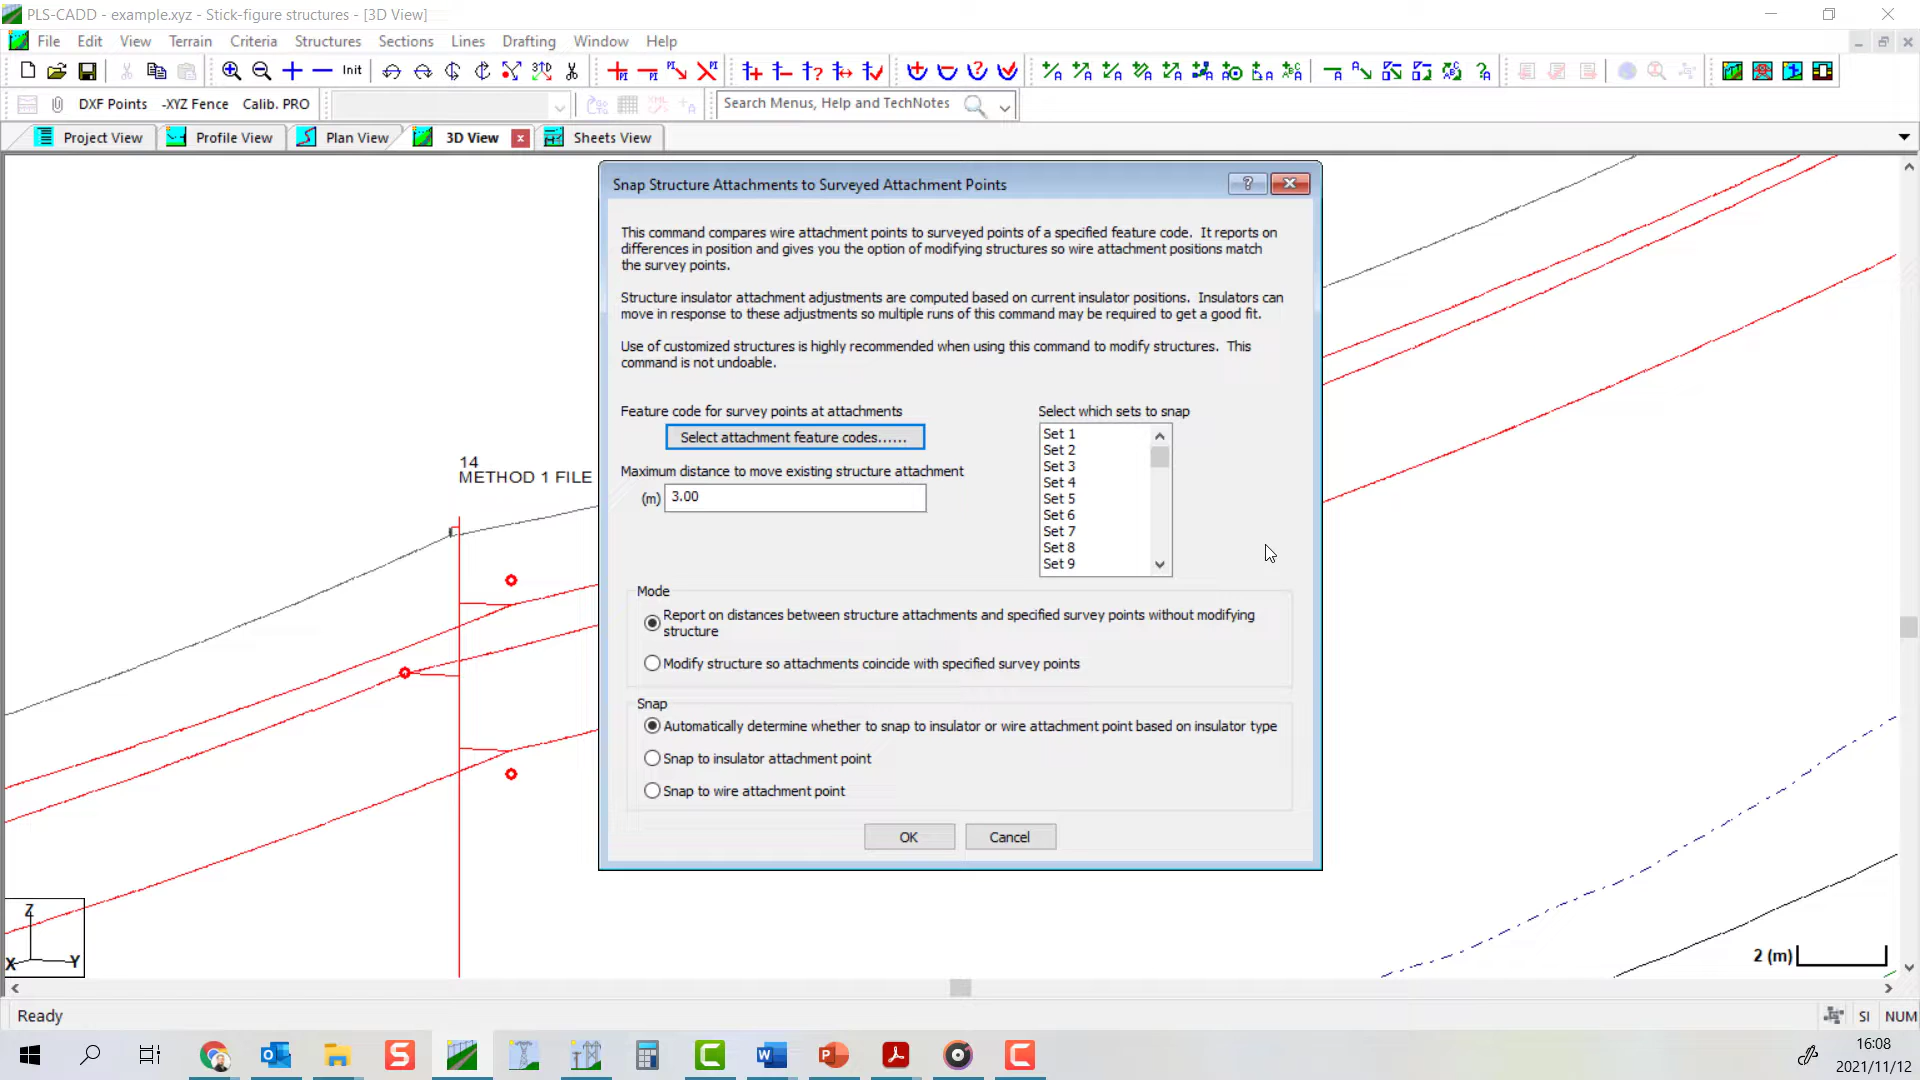 PLS-CADD - example.xyz - Stick-figure structures - [3D View]
File Edit View Terrain Criteria Structures Sections Lines Drafting Window Help
Init
DXF Points -XYZ Fence Calib. PRO
Search Menus, Help and TechNotes
Project View Profile View Plan View 3D View Sheets View
Snap Structure Attachments to Surveyed Attachment Points
This command compares wire attachment points to surveyed points of a specified feature code. It reports on
differences in position and gives you the option of modifying structures so wire attachment positions match
the survey points.
Structure insulator attachment adjustments are computed based on current insulator positions. Insulators can
move in response to these adjustments so multiple runs of this command may be required to get a good fit.
Use of customized structures is highly recommended when using this command to modify structures. This
command is not undoable.
Feature code for survey points at attachments
Select attachment feature codes......
Maximum distance to move existing structure attachment
(m) 3.00
Select which sets to snap
Set 1
Set 2
Set 3
Set 4
Set 5
Set 6
Set 7
Set 8
Set 9
Mode
Report on distances between structure attachments and specified survey points without modifying
structure
Modify structure so attachments coincide with specified survey points
Snap
Automatically determine whether to snap to insulator or wire attachment point based on insulator type
Snap to insulator attachment point
Snap to wire attachment point
OK Cancel
14
METHOD 1 FILE
Z
X Y
2 (m)
Ready
SI NUM
16:08
2021/11/12